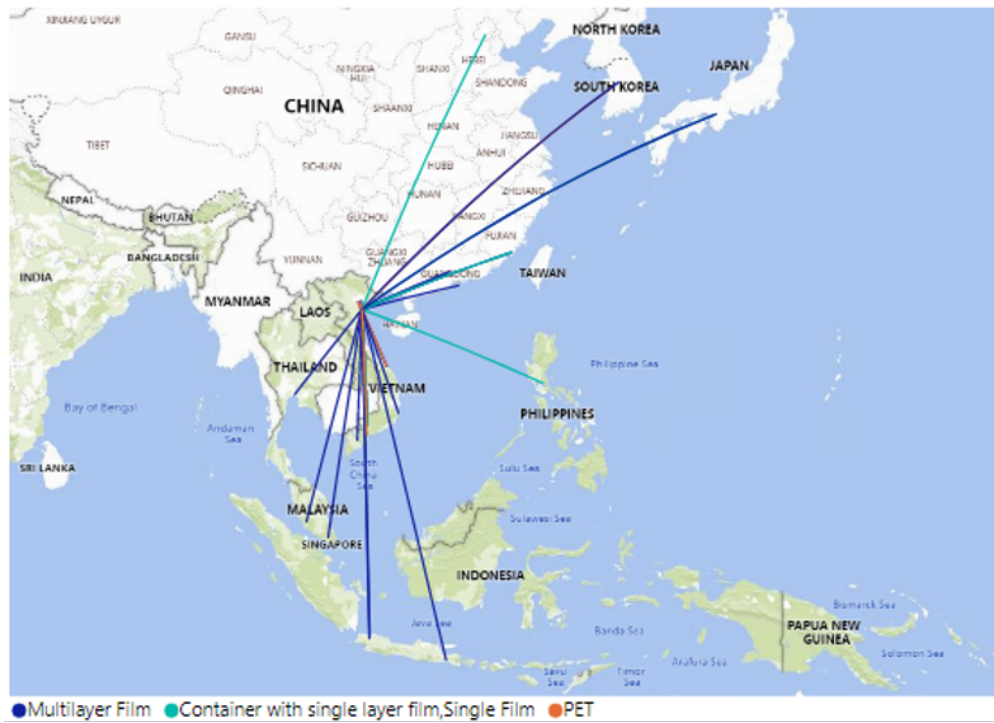 XINJIANG UYGUR
GANSU
NORTH KOREA
NINGXIA
HUI
SHANXI
HEBEI
JAPAN
QINGHAI
SHANDONG
SOUTH KOREA
CHINA
SHAANXI
HENAN
JIANGSU
TIBET
ANHUI
SICHUAN
HUBEI
ZHEJIANG
NEPAL
HUNAN
JIANGXI
BHUTAN
GUIZHOU
FUJIAN
BANGLADESH
YUNNAN
GUANGXI
ZHUANG
GUANGDONG
TAIWAN
INDIA
MYANMAR
LAOS
HAINAN
THAILAND
Philippine Sea
VIETNAM
Bay of Bengal
PHILIPPINES
Andaman
Sea
SRI LANKA
South
China
Sea
Sulu Sea
MALAYSIA
Sulawesi Sea
SINGAPORE
INDONESIA
Bismarck Sea
Java Sea
Banda Sea
PAPUA NEW
GUINEA
Solomon Sea
Arafura Sea
Savu
Sea
Timor
Sea
Multilayer Film Container with single layer film,Single Film PET